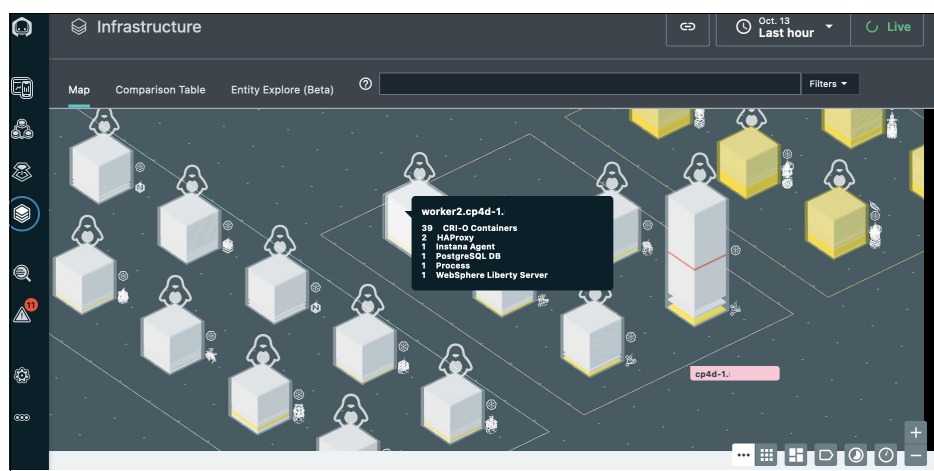 Infrastructure
Oct. 13
Last hour
Live
Map
Comparison Table
Entity Explore (Beta)
Filters
worker2.cp4d-1.
39 CRI-O Containers
2 HAProxy
1 Instana Agent
1 PostgreSQL DB
1 Process
1 WebSphere Liberty Server
11
cp4d-1.